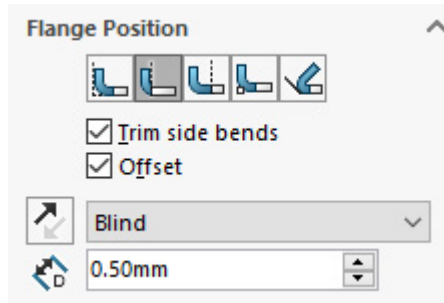 Flange Position
Trim side bends
Offset
Blind
D
0.50mm